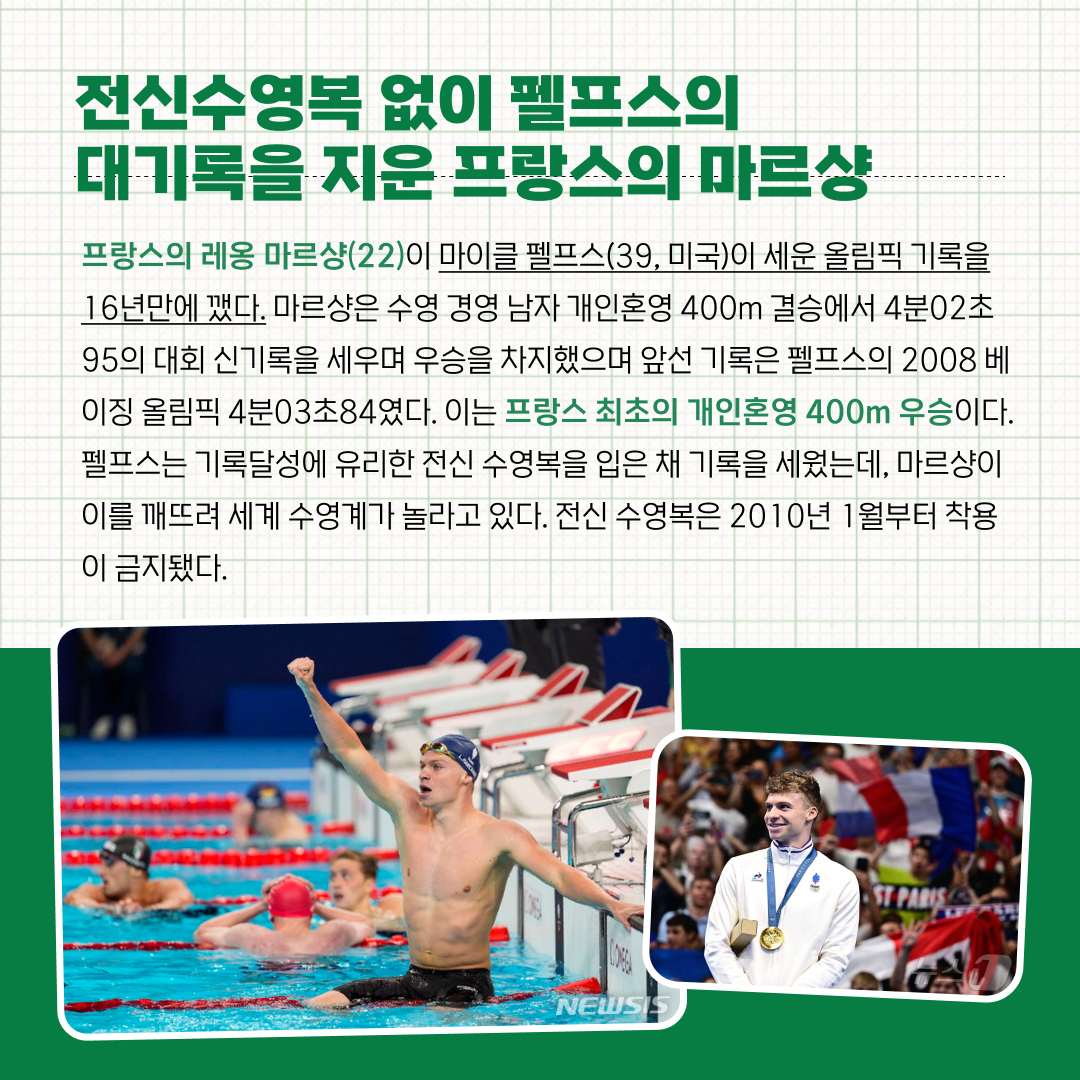 전신수영복 없이 펠프스의
대기록을 지운 프랑스의 마르샹
프랑스의 레옹 마르샹(22)이 마이클 펠프스(39, 미국)이 세운 올림픽 기록을
16년만에 깼다. 마르샹은 수영 경영 남자 개인혼영 400m 결승에서 4분02초
95의 대회 신기록을 세우며 우승을 차지했으며 앞선 기록은 펠프스의 2008 베
이징 올림픽 4분03초84였다. 이는 프랑스 최초의 개인혼영 400m 우승이다.
펠프스는 기록달성에 유리한 전신 수영복을 입은 채 기록을 세웠는데, 마르샹이
이를 깨뜨려 세계 수영계가 놀라고 있다. 전신 수영복은 2010년 1월부터 착용
이 금지됐다.
OMEGA
OMEGA
NEWSIS
EST PARIS